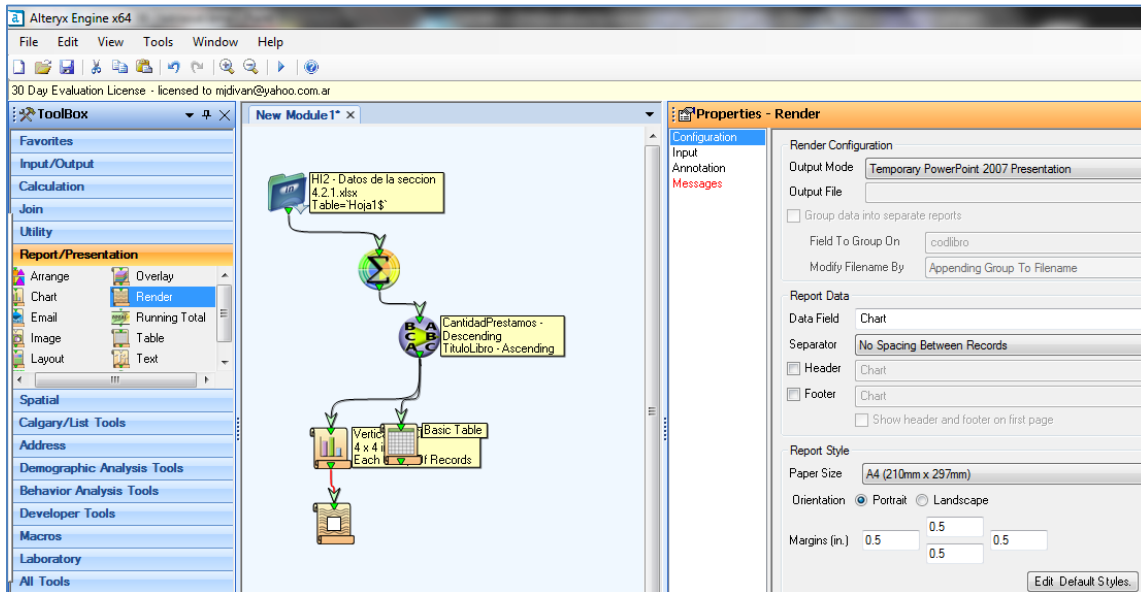 Alteryx Engine x64
File Edit View Tools Window Help
30 Day Evaluation License - licensed to mjdivan@yahoo.com.ar
ToolBox
Favorites
Input/Output
Calculation
Join
Utility
Report/Presentation
Arrange Overlay
Chart Render
Email Running Total
Image Table
Layout Text
Spatial
Calgary/List Tools
Address
Demographic Analysis Tools
Behavior Analysis Tools
Developer Tools
Macros
Laboratory
All Tools
New Module1*
HI2 - Datos de la seccion
4.2.1.xlsx
Table=`Hoja1$`
CantidadPrestamos -
Descending
TituloLibro - Ascending
4 x 4 i
Each
Basic Table
f Records
Properties - Render
Configuration
Input
Annotation
Messages
Render Configuration
Output Mode Temporary PowerPoint 2007 Presentation
Output File
Group data into separate reports
Field To Group On codlibro
Modify Filename By Appending Group To Filename
Report Data
Data Field Chart
Separator No Spacing Between Records
Header Chart
Footer Chart
Show header and footer on first page
Report Style
Paper Size A4 (210mm x 297mm)
Orientation Portrait Landscape
0.5
Margins (in.) 0.5 0.5
0.5
Edit Default Styles.